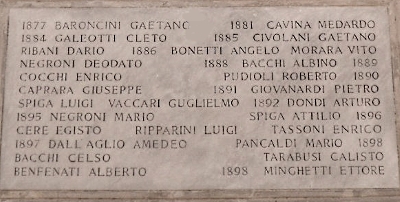 1877 BARONCINI GAETANO 1881 CAVINA MEDARDO
1884 GALEOTTI CLETO 1885 CIVOLANI GAETANO
RIBANI DARIO 1886 BONETTI ANGELO MORARA VITO
NEGRONI DEODATO 1888 BACCHI ALBINO 1889
COCCHI ENRICO PUDIOLI ROBERTO 1890
CAPRARA GIUSEPPE 1891 GIOVANARDI PIETRO
SPIGA LUIGI VACCARI GUGLIELMO 1892 DONDI ARTURO
1895 NEGRONI MARIO SPIGA ATTILIO 1896
CERE EGISTO RIPPARINI LUIGI TASSONI ENRICO
1897 DALL'AGLIO AMEDEO PANCALDI MARIO 1898
BACCHI CELSO TARABUSI CALISTO
BENFENATI ALBERTO 1898 MINGHETTI ETTORE